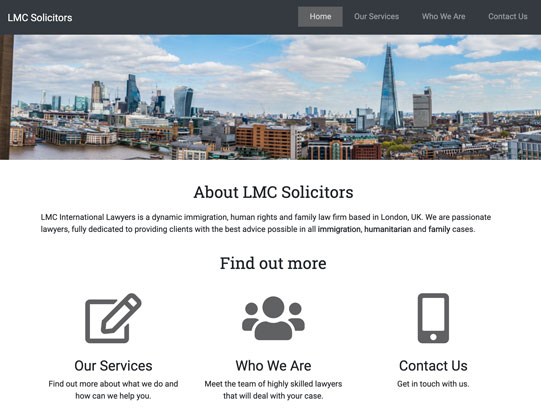 LMC Solicitors
Home Our Services Who We Are Contact Us
About LMC Solicitors
LMC International Lawyers is a dynamic immigration, human rights and family law firm based in London, UK. We are passionate
lawyers, fully dedicated to providing clients with the best advice possible in all immigration, humanitarian and family cases.
Find out more
Our Services
Find out more about what we do and
how can we help you.
Who We Are
Meet the team of highly skilled lawyers
that will deal with your case.
Contact Us
Get in touch with us.